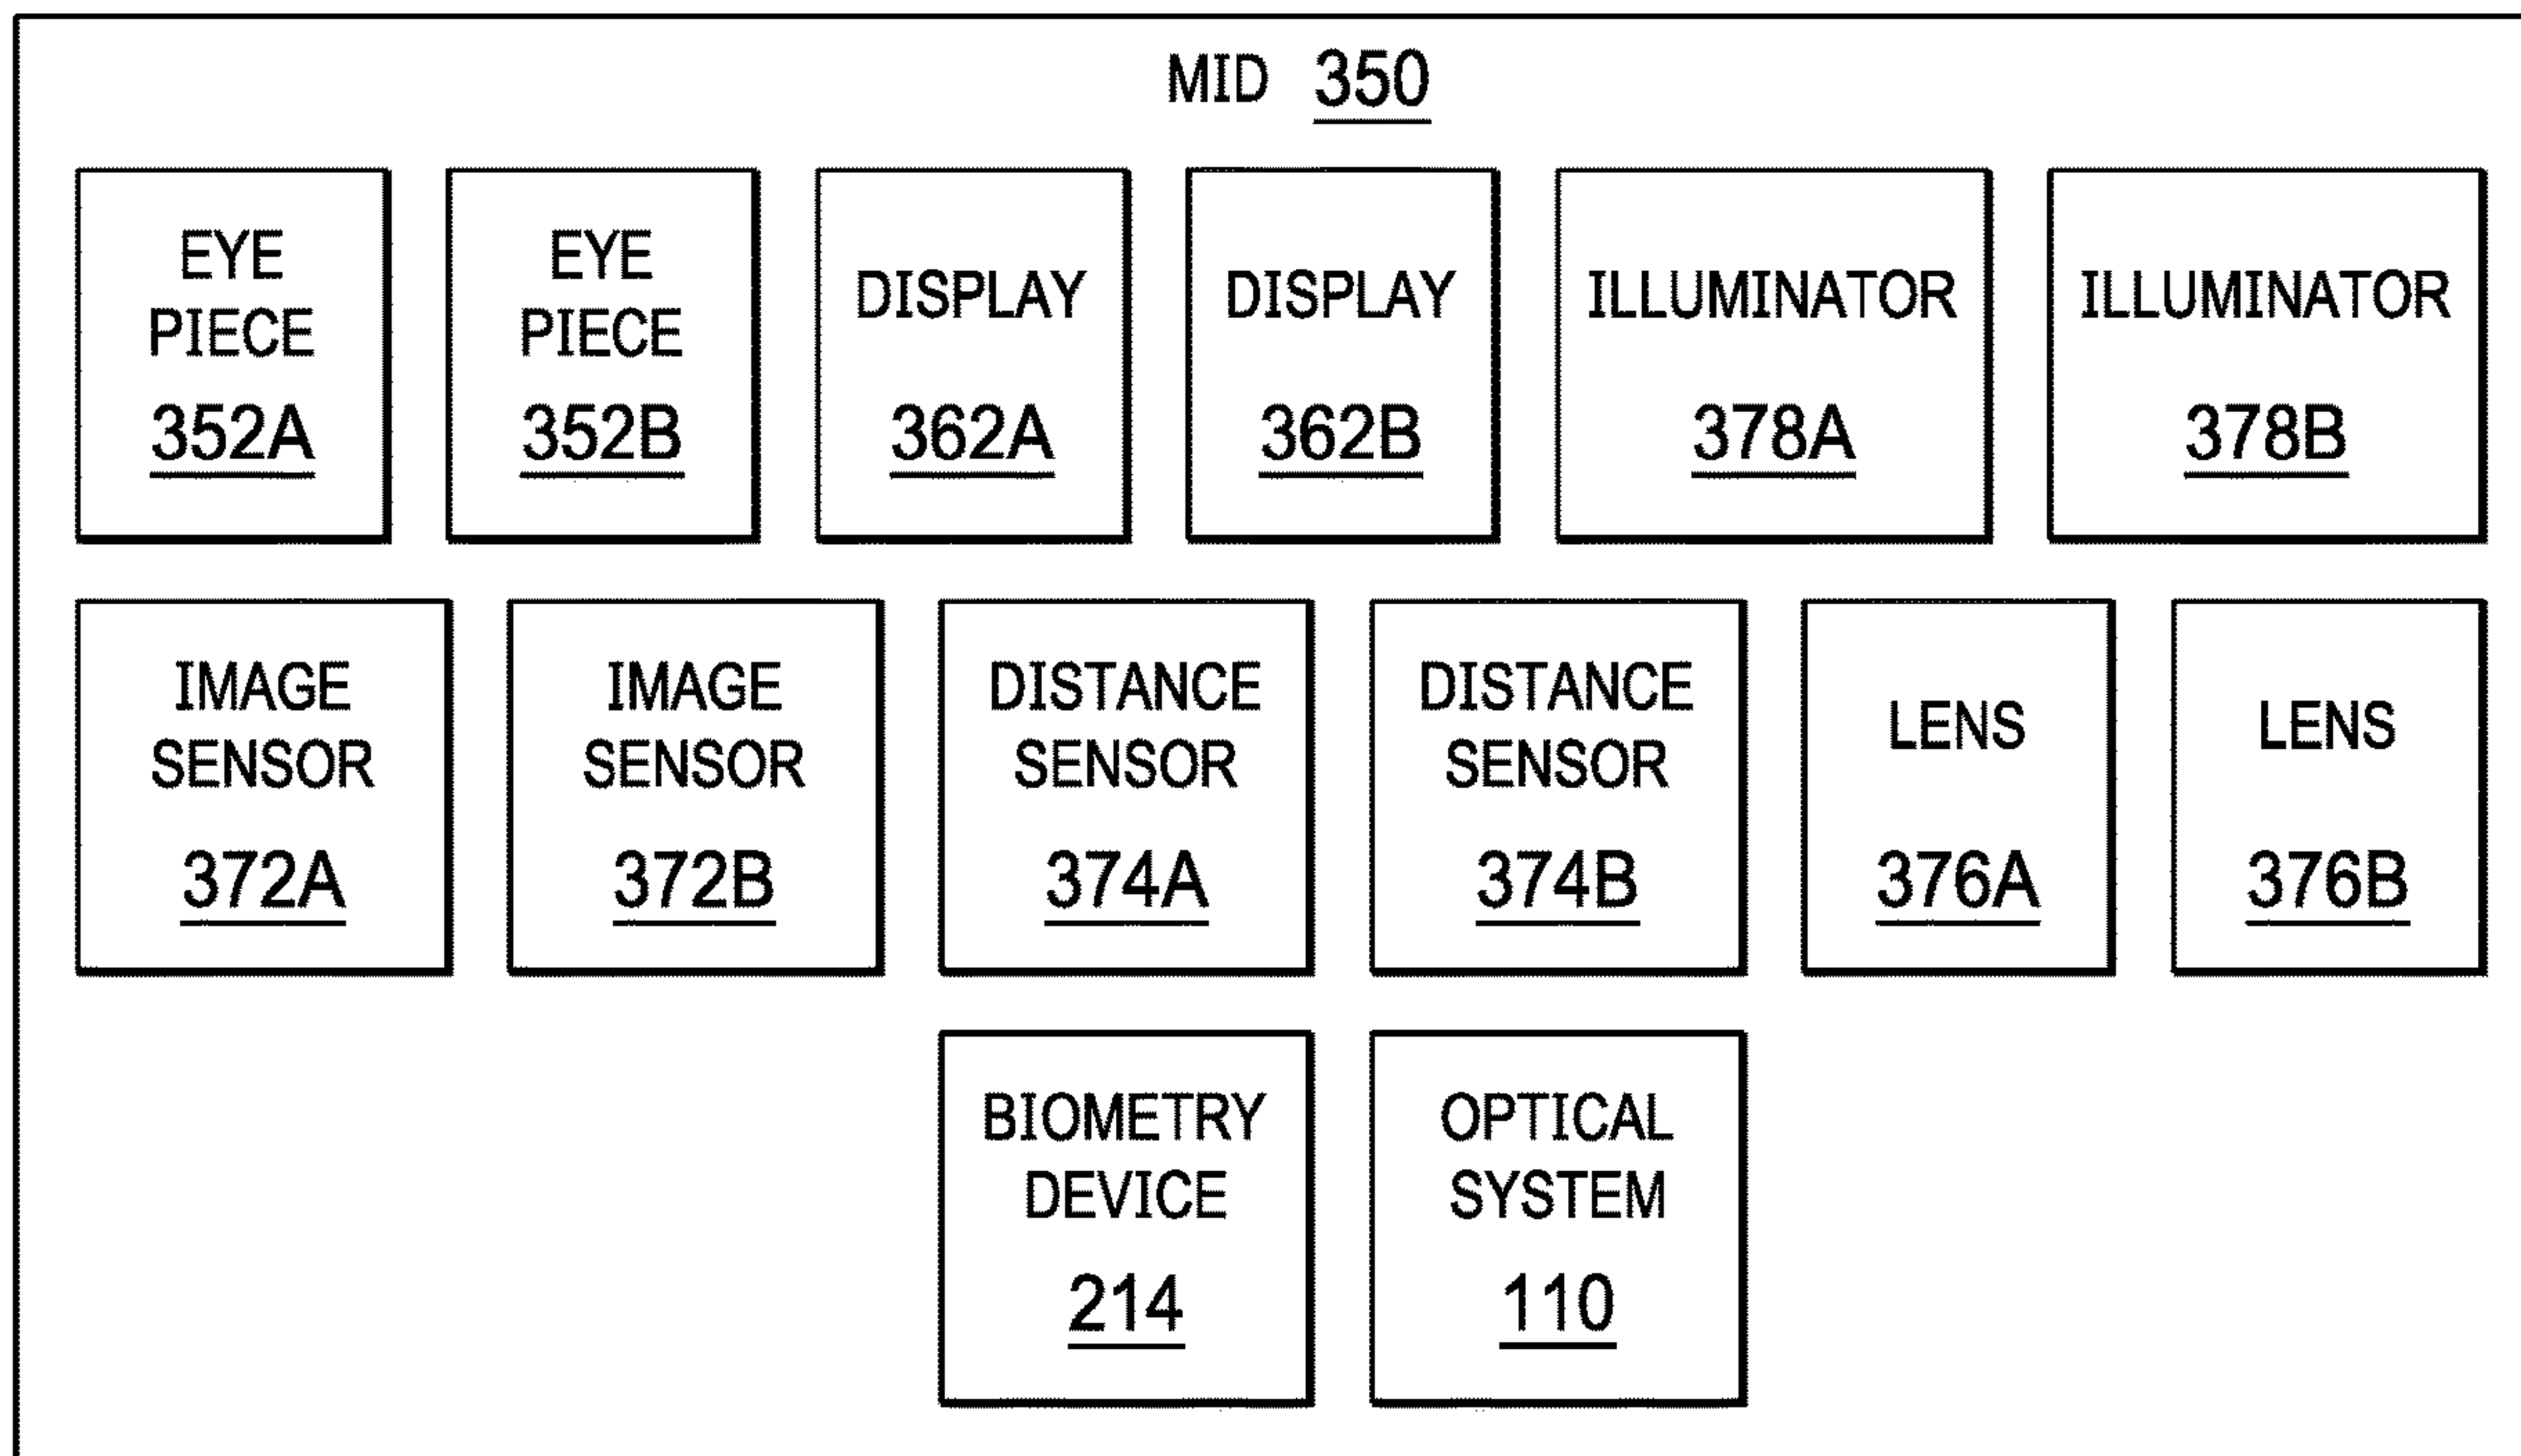 MID 350
EYE
PIECE
352A
EYE
PIECE
352B
DISPLAY
362A
DISPLAY
362B
ILLUMINATOR
378A
ILLUMINATOR
378B
IMAGE
SENSOR
372A
IMAGE
SENSOR
372B
DISTANCE
SENSOR
374A
DISTANCE
SENSOR
374B
LENS
376A
LENS
376B
BIOMETRY
DEVICE
214
OPTICAL
SYSTEM
110